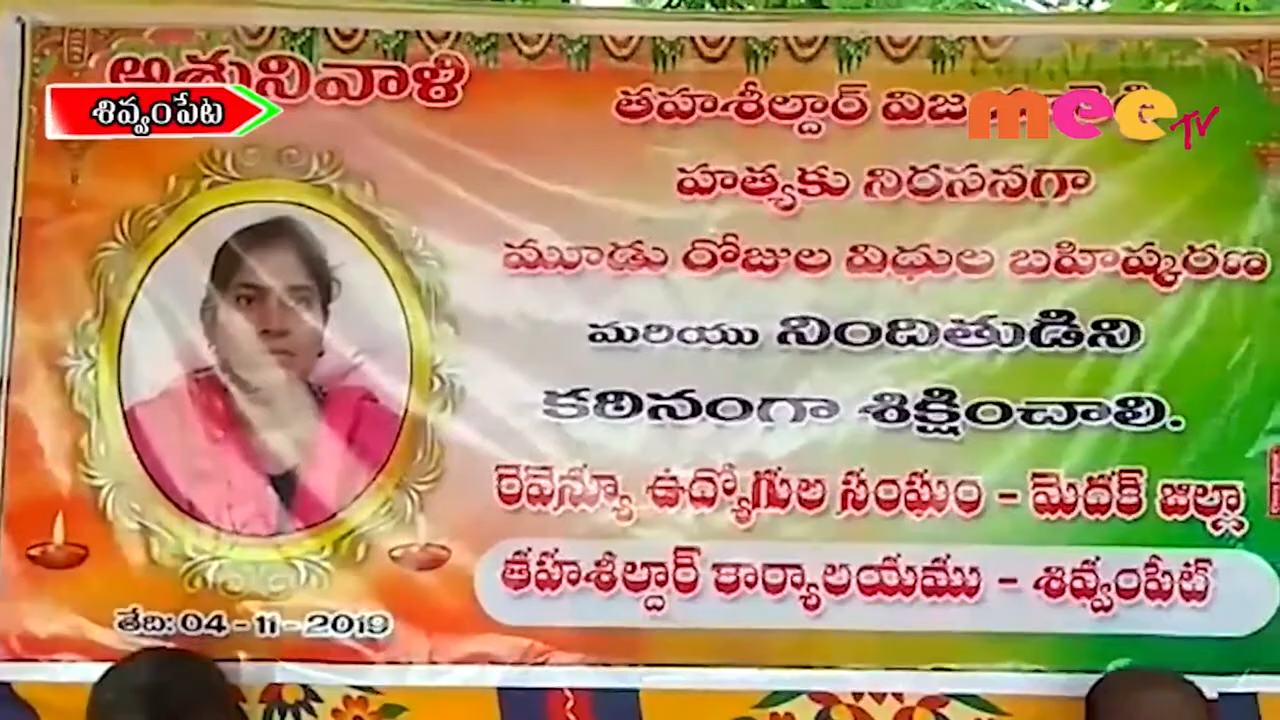 అశ్రునివాళి
శివ్వంపేట
తహశీల్దార్
mee TV
హత్యకు నిరసనగా
మూడు రోజుల విధుల బహిష్కరణ
మరియు నిందితుడిని
కఠినంగా శిక్షించాలి.
రెవెన్యూ ఉద్యోగుల సంఘం - మెదక్ జిల్లా
తహశీల్దార్ కార్యాలయము - శివ్వంపేట్
తేది: 04-11-2019